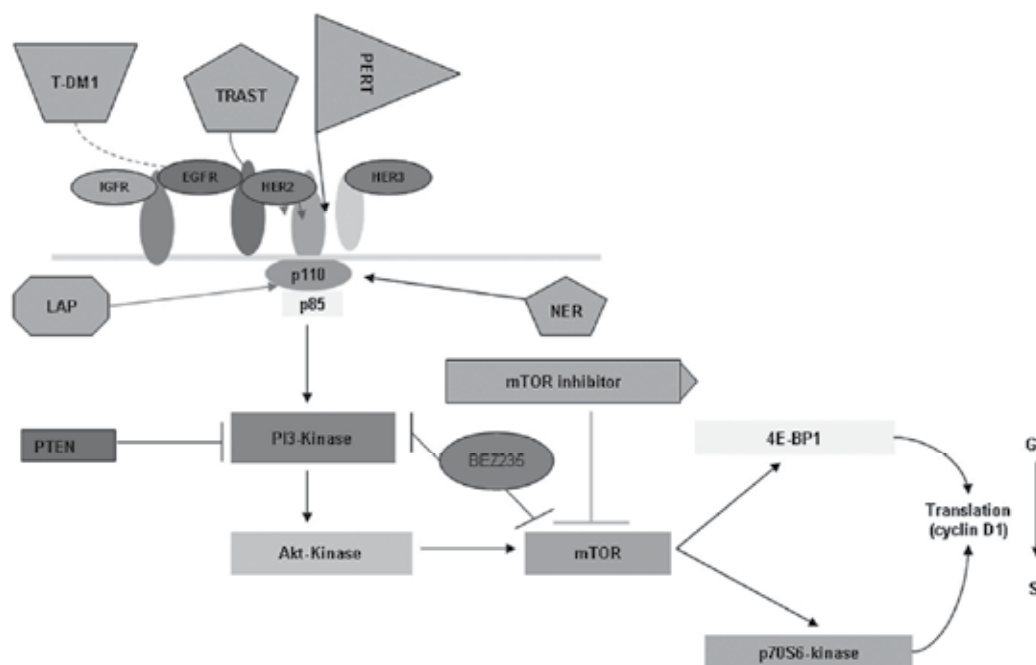 T-DM1
TRAST
PERT
IGFR
EGFR
HER2
HER3
p110
p85
LAP
NER
mTOR inhibitor
PTEN
PI3-Kinase
BEZ235
4E-BP1
G
Translation
(cyclin D1)
Akt-Kinase
mTOR
S
p70S6-kinase